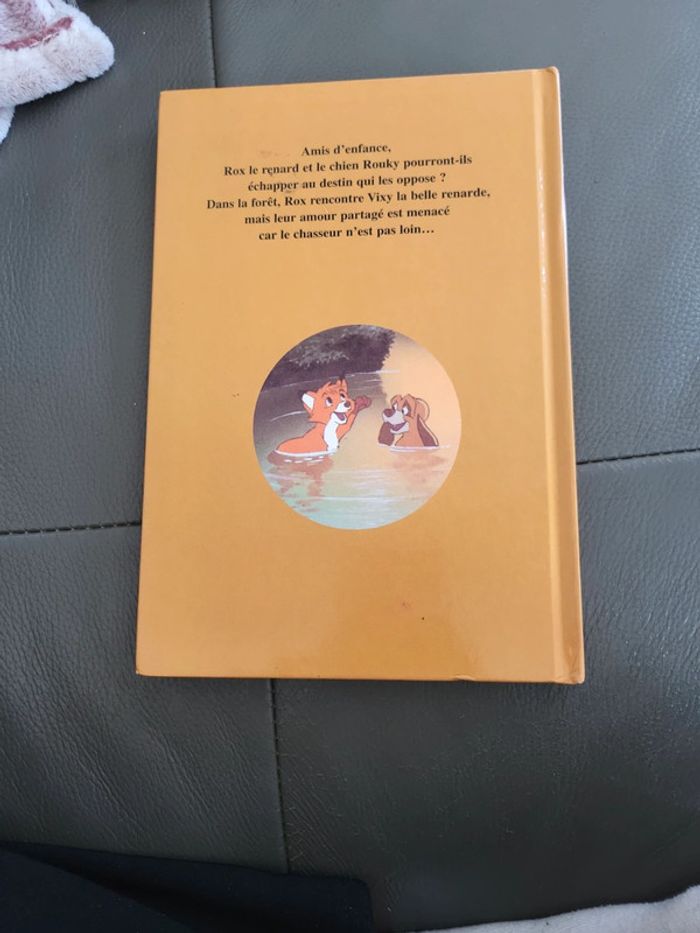 Amis d'enfance,
Rox le renard et le chien Rouky pourront-ils
échapper au destin qui les oppose ?
Dans la forêt, Rox rencontre Vixy la belle renarde,
mais leur amour partagé est menacé
car le chasseur n'est pas loin…